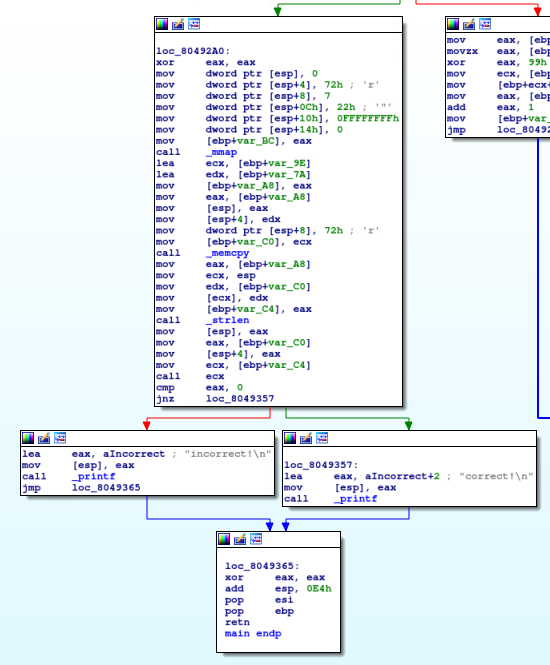 loc_80492A0:
xor eax, eax
mov dword ptr [esp], 0
mov dword ptr [esp+4], 72h ; 'r'
mov dword ptr [esp+8], 7
mov dword ptr [esp+0Ch], 22h ; '"'
mov dword ptr [esp+10h], 0FFFFFFFFh
mov dword ptr [esp+14h], 0
mov [ebp+var_BC], eax
call _mmap
lea ecx, [ebp+var_9E]
lea edx, [ebp+var_7A]
mov [ebp+var_A8], eax
mov eax, [ebp+var_A8]
mov [esp], eax
mov [esp+4], edx
mov dword ptr [esp+8], 72h ; 'r'
mov [ebp+var_C0], ecx
call _memcpy
mov eax, [ebp+var_A8]
mov ecx, esp
mov edx, [ebp+var_C0]
mov [ecx], edx
mov [ebp+var_C4], eax
call _strlen
mov [esp], eax
mov eax, [ebp+var_C0]
mov [esp+4], eax
mov ecx, [ebp+var_C4]
call ecx
cmp eax, 0
jnz loc_8049357
mov eax, [ebp
movzx eax, [ebp
xor eax, 99h
mov ecx, [ebp
mov [ebp+ecx+
mov eax, [ebp
add eax, 1
mov [ebp+var_
jmp loc_80492
lea eax, aIncorrect ; "incorrect!\n"
mov [esp], eax
call _printf
jmp loc_8049365
loc_8049357:
lea eax, aIncorrect+2 ; "correct!\n"
mov [esp], eax
call _printf
loc_8049365:
xor eax, eax
add esp, 0E4h
pop esi
pop ebp
retn
main endp